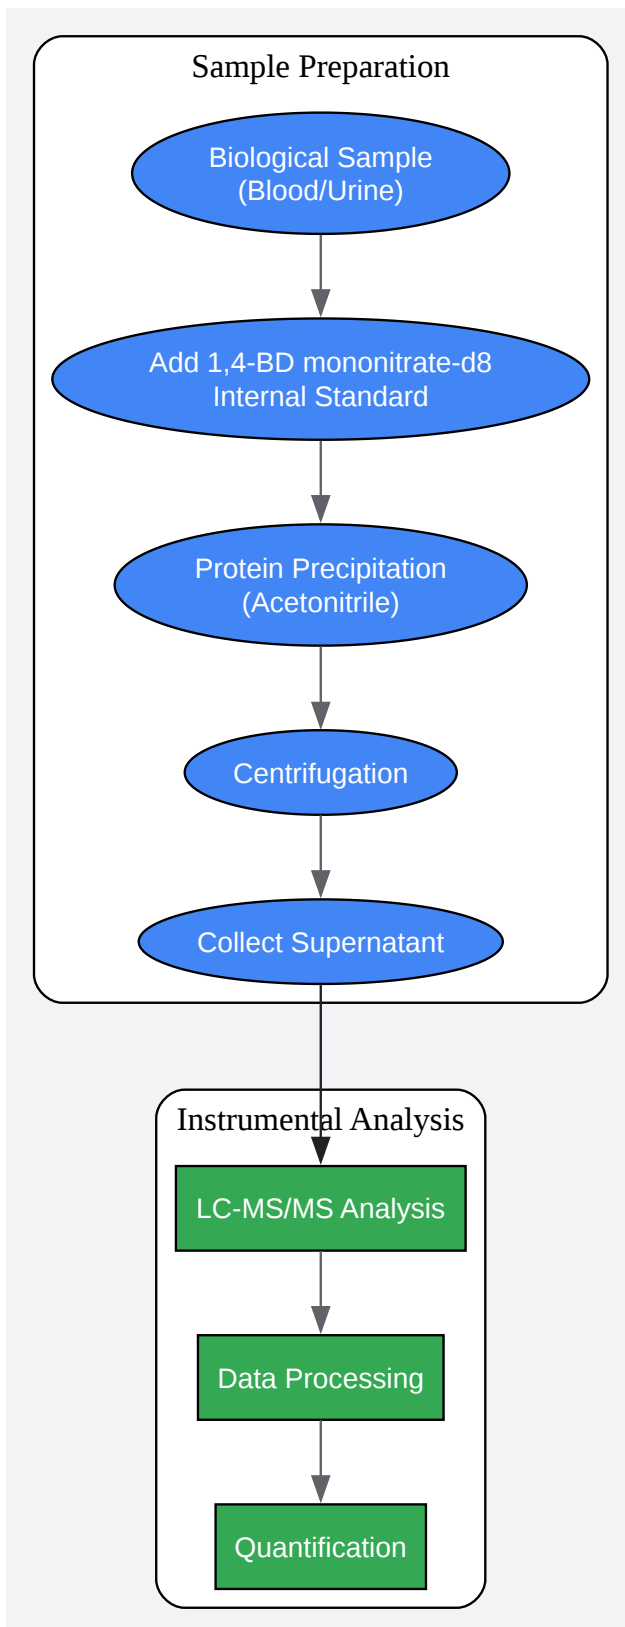 Sample Preparation
Biological Sample
(Blood/Urine)
Add 1,4-BD mononitrate-d8
Internal Standard
Protein Precipitation
(Acetonitrile)
Centrifugation
Collect Supernatant
Instrumental Analysis
LC-MS/MS Analysis
Data Processing
Quantification